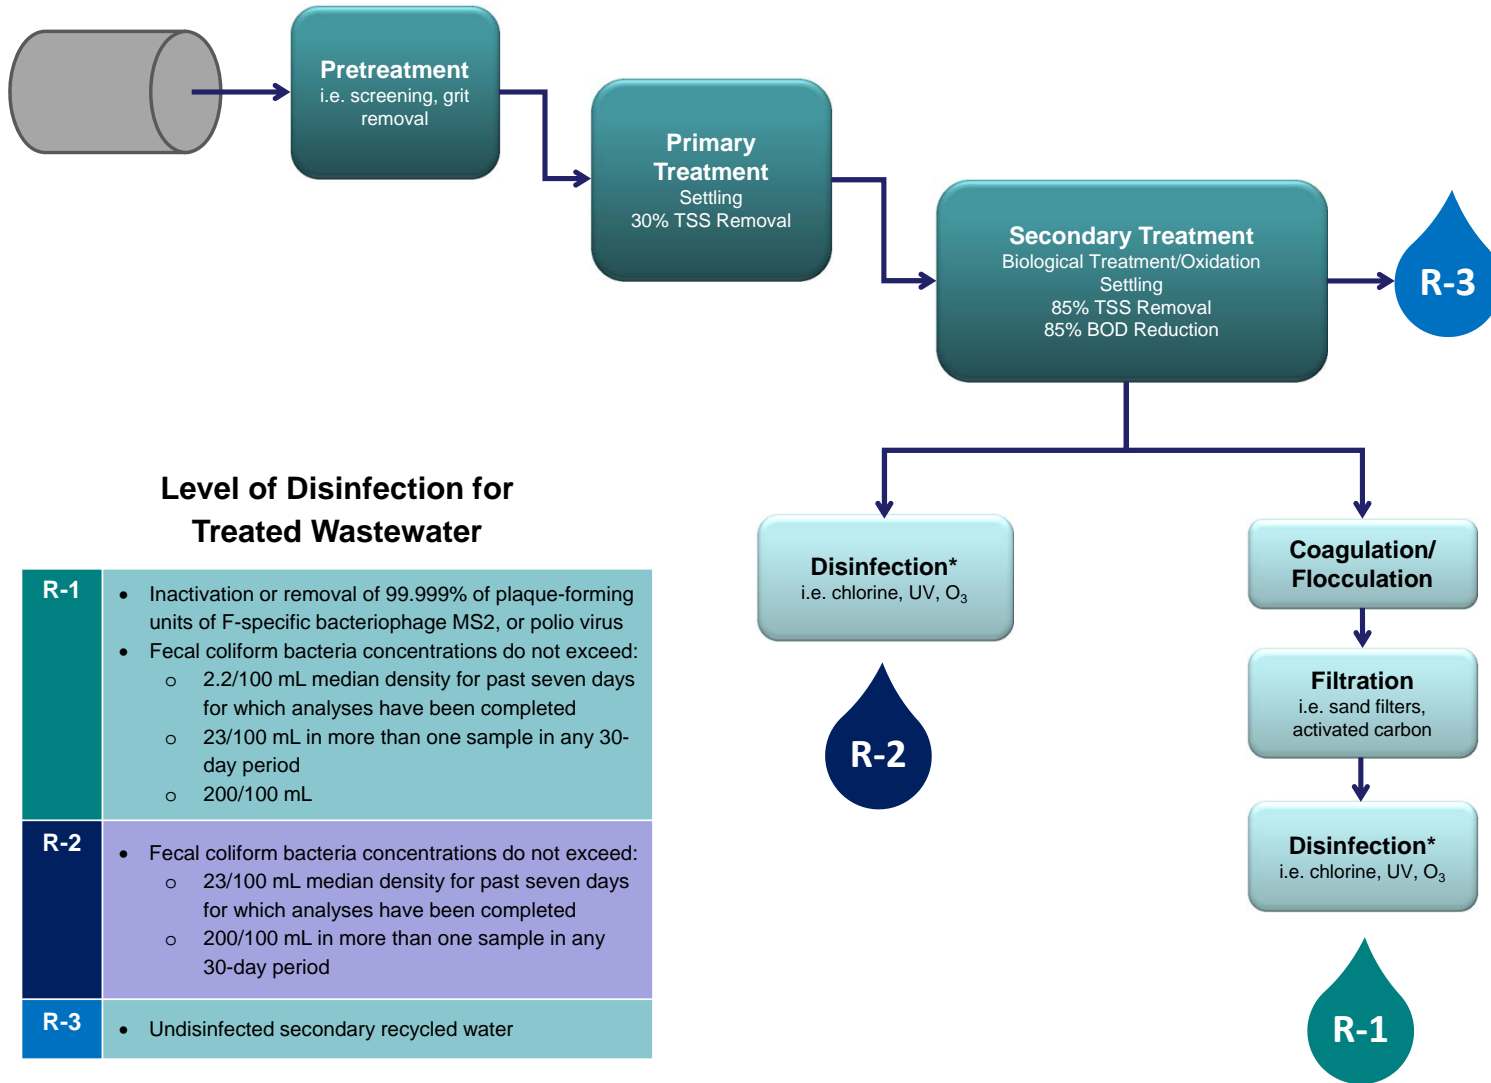 Pretreatment
i.e. screening, grit
removal
Primary
Treatment
Settling
30% TSS Removal
Secondary Treatment
Biological Treatment/Oxidation
Settling
85% TSS Removal
85% BOD Reduction
R-3
Disinfection*
i.e. chlorine, UV, O₃
R-2
Coagulation/
Flocculation
Filtration
i.e. sand filters,
activated carbon
Disinfection*
i.e. chlorine, UV, O₃
R-1
Level of Disinfection for
Treated Wastewater
R-1
• Inactivation or removal of 99.999% of plaque-forming
units of F-specific bacteriophage MS2, or polio virus
• Fecal coliform bacteria concentrations do not exceed:
o 2.2/100 mL median density for past seven days
for which analyses have been completed
o 23/100 mL in more than one sample in any 30-
day period
o 200/100 mL
R-2
• Fecal coliform bacteria concentrations do not exceed:
o 23/100 mL median density for past seven days
for which analyses have been completed
o 200/100 mL in more than one sample in any
30-day period
R-3
• Undisinfected secondary recycled water